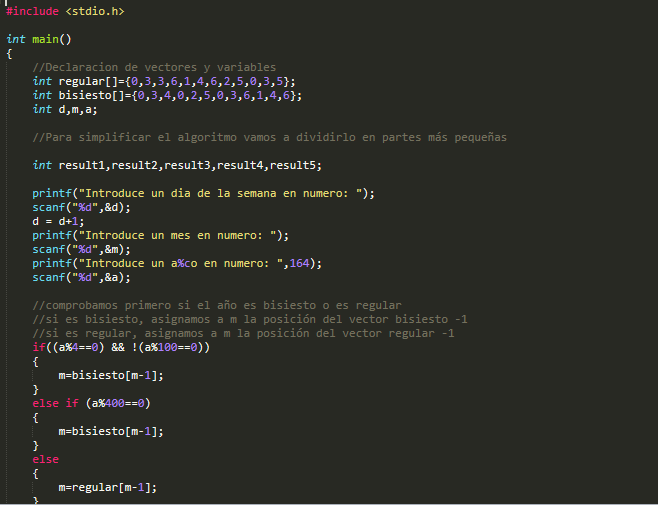 #include <stdio.h>
int main()
{
//Declaracion de vectores y variables
int regular[]={0,3,3,6,1,4,6,2,5,0,3,5};
int bisiesto[]={0,3,4,0,2,5,0,3,6,1,4,6};
int d,m,a;
//Para simplificar el algoritmo vamos a dividirlo en partes más pequeñas
int result1,result2,result3,result4,result5;
printf("Introduce un dia de la semana en numero: ");
scanf("%d",&d);
d = d+1;
printf("Introduce un mes en numero: ");
scanf("%d",&m);
printf("Introduce un a%co en numero: ",164);
scanf("%d",&a);
//comprobamos primero si el año es bisiesto o es regular
//si es bisiesto, asignamos a m la posición del vector bisiesto -1
//si es regular, asignamos a m la posición del vector regular -1
if((a%4==0) && !(a%100==0))
{
m=bisiesto[m-1];
}
else if (a%400==0)
{
m=bisiesto[m-1];
}
else
{
m=regular[m-1];
}